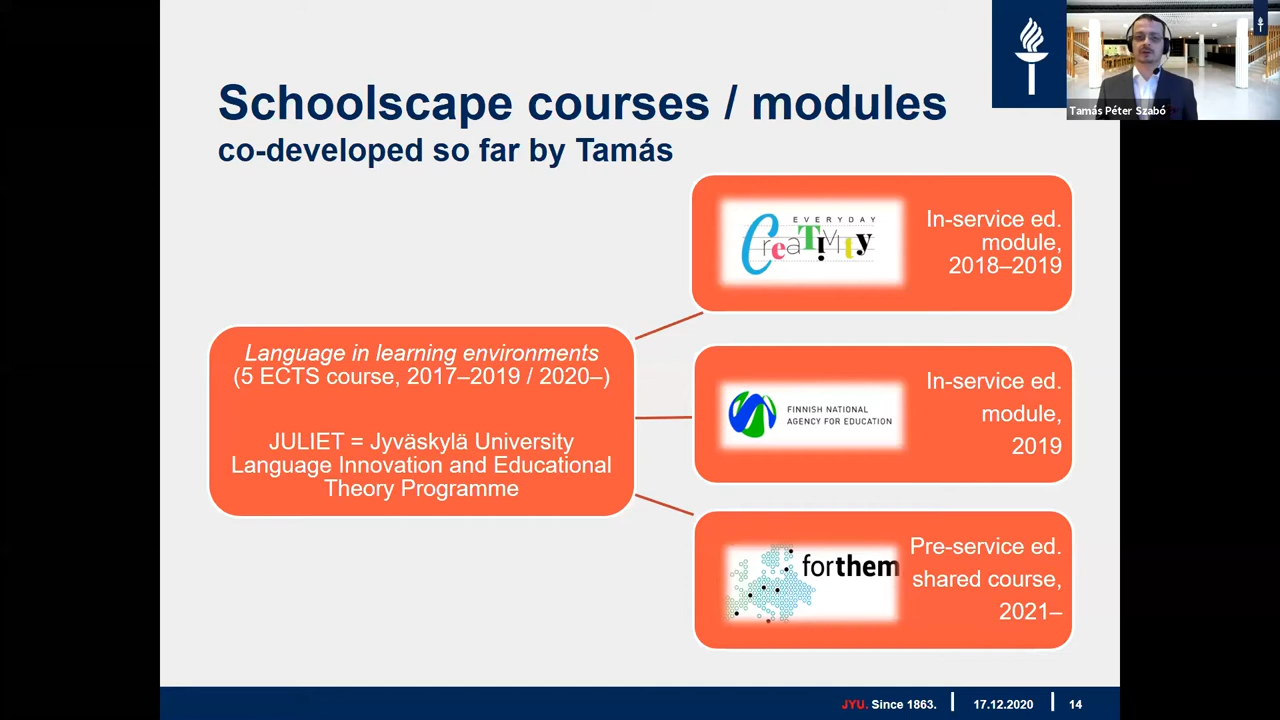 Schoolscape courses / modules
co-developed so far by Tamás
Tamás Péter Szabó
EVERYDAY
CreaTiVity
In-service ed.
module,
2018–2019
Language in learning environments
(5 ECTS course, 2017–2019 / 2020–)
JULIET = Jyväskylä University
Language Innovation and Educational
Theory Programme
FINNISH NATIONAL
AGENCY FOR EDUCATION
In-service ed.
module,
2019
forthem
Pre-service ed.
shared course,
2021–
JYU. Since 1863.
17.12.2020
14